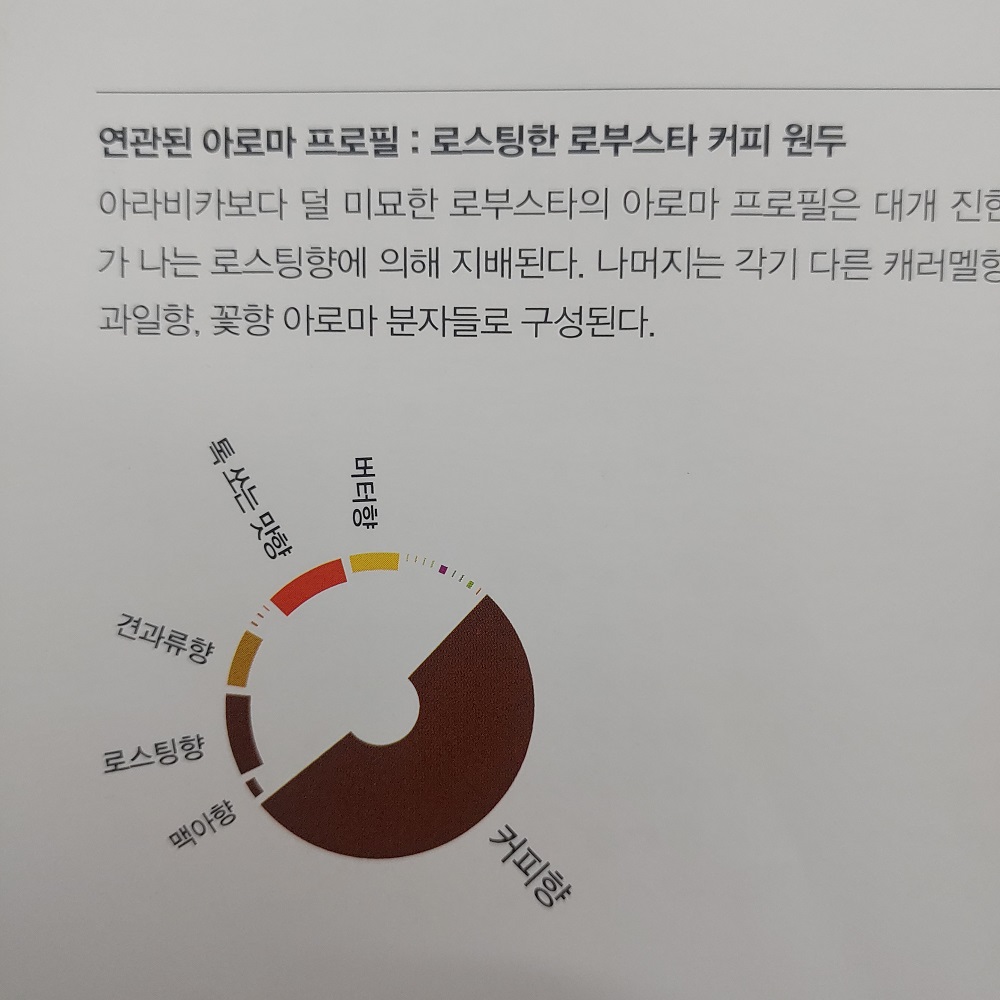 연관된 아로마 프로필 : 로스팅한 로부스타 커피 원두
아라비카보다 덜 미묘한 로부스타의 아로마 프로필은 대개 진한
가 나는 로스팅향에 의해 지배된다. 나머지는 각기 다른 캐러멜향
과일향, 꽃향 아로마 분자들로 구성된다.
버터향
톡 쏘는 맛향
견과류향
로스팅향
맥아향
커피향